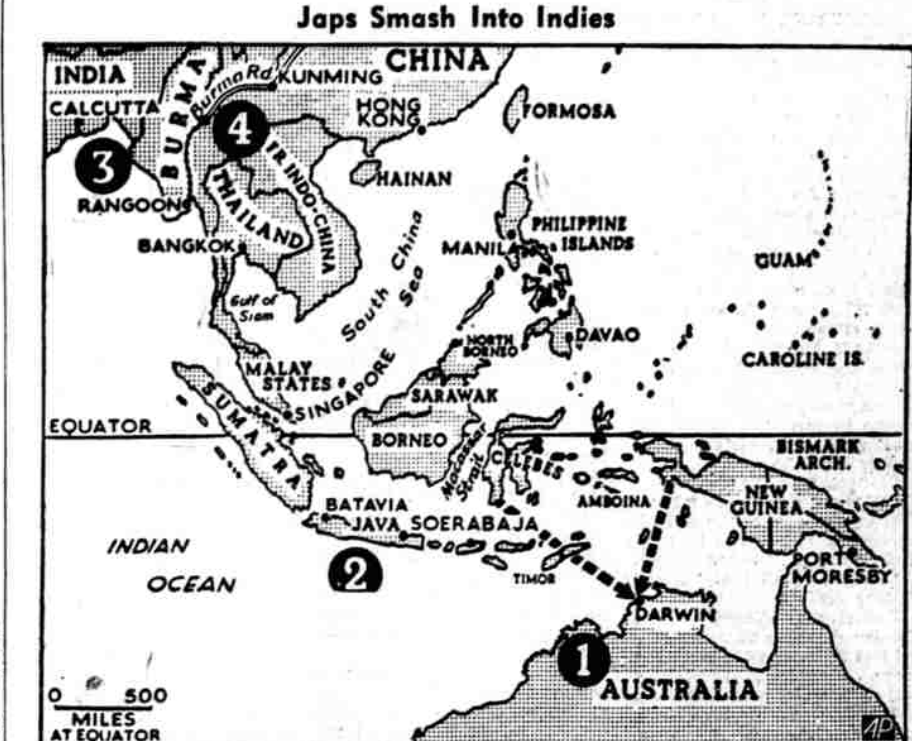 Japs Smash Into Indies
INDIA
BURMA
Burma Rd.
KUNMING
CHINA
CALCUTTA
HONG
KONG
FORMOSA
4
3
FR. INDO-CHINA
HAINAN
THAILAND
RANGOON
BANGKOK
South China
Sea
MANILA
PHILIPPINE
ISLANDS
GUAM
Gulf of
Siam
NORTH
BORNEO
DAVAO
CAROLINE IS.
MALAY
STATES
SINGAPORE
SARAWAK
SUMATRA
EQUATOR
BORNEO
Macassar
Strait
CELEBES
BISMARK
ARCH.
AMBOINA
NEW
GUINEA
BATAVIA
JAVA
SOERABAJA
INDIAN
OCEAN
2
TIMOR
PORT
MORESBY
DARWIN
1
AUSTRALIA
0 500
MILES
AT EQUATOR
AP